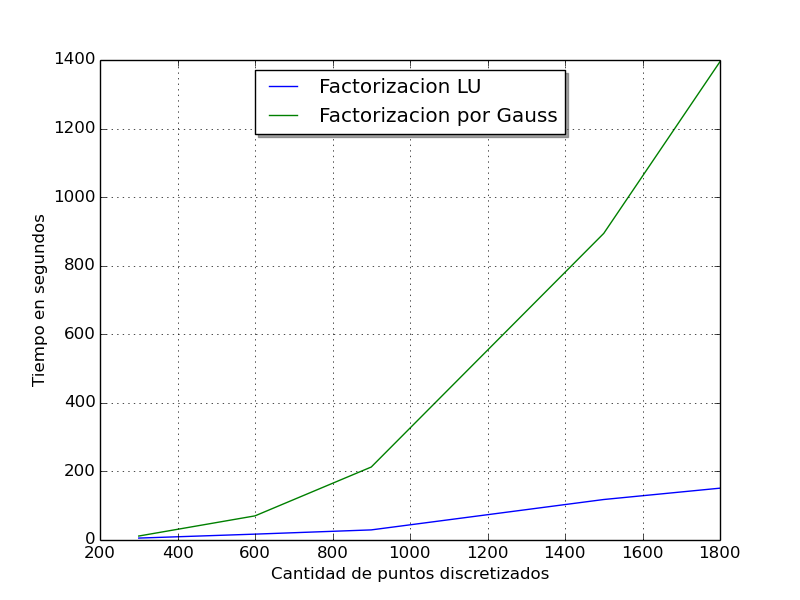 Factorizacion LU
Factorizacion por Gauss
1400
1200
1000
800
600
400
200
0
Tiempo en segundos
200 400 600 800 1000 1200 1400 1600 1800
Cantidad de puntos discretizados